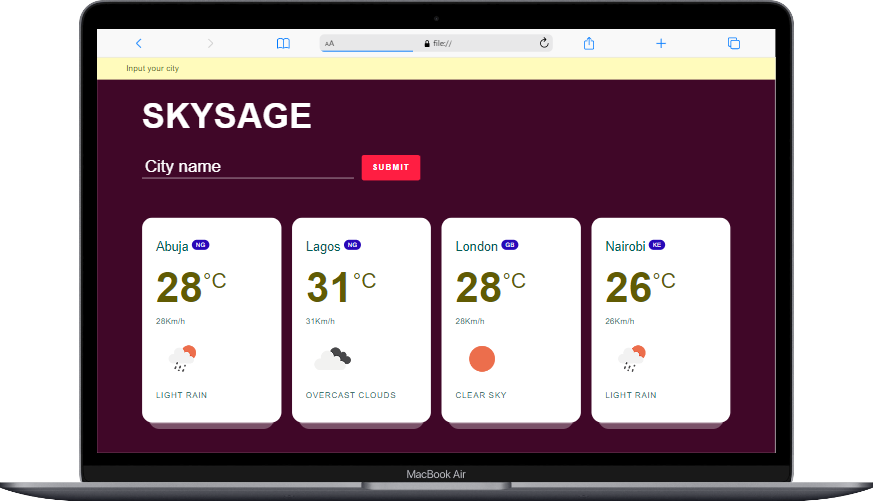 AA file://
Input your city
SKYSAGE
City name SUBMIT
Abuja NG
28°C
28Km/h
LIGHT RAIN
Lagos NG
31°C
31Km/h
OVERCAST CLOUDS
London GB
28°C
28Km/h
CLEAR SKY
Nairobi KE
26°C
26Km/h
LIGHT RAIN
MacBook Air